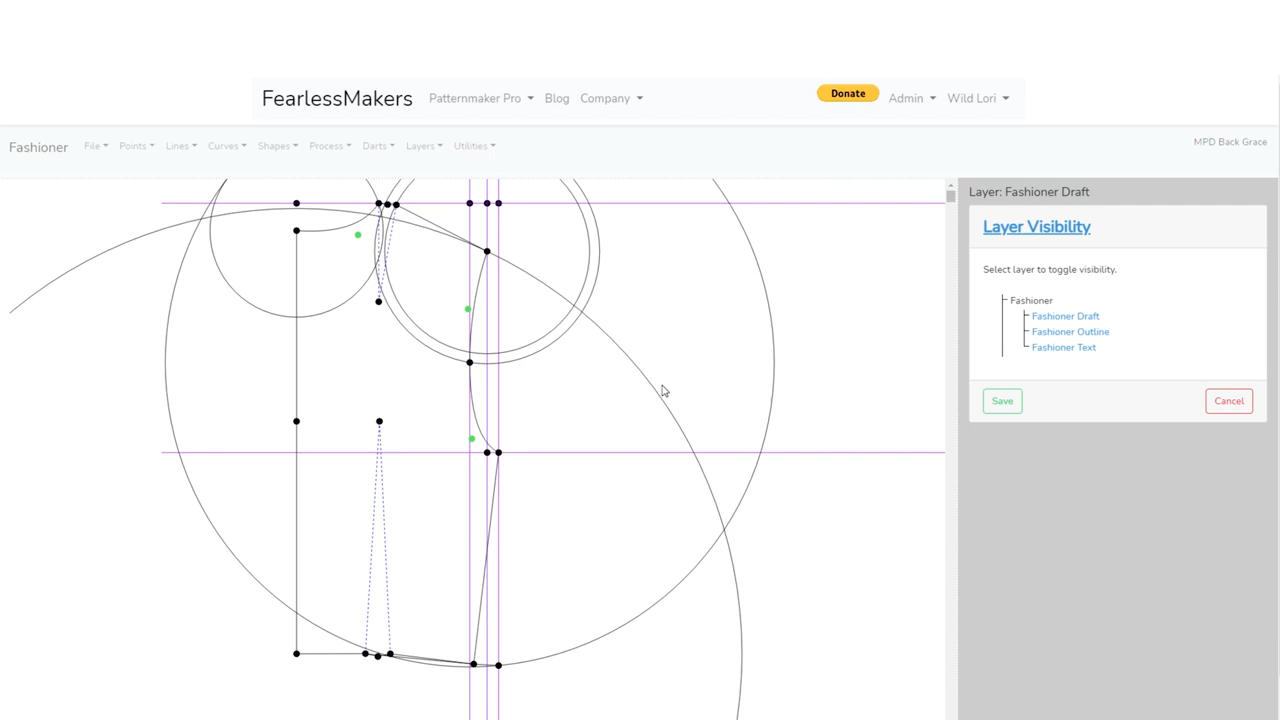 FearlessMakers Patternmaker Pro Blog Company Donate Admin Wild Lori
Fashioner File Points Lines Curves Shapes Process Darts Layers Utilities MPD Back Grace
Layer: Fashioner Draft
Layer Visibility
Select layer to toggle visibility.
Fashioner
Fashioner Draft
Fashioner Outline
Fashioner Text
Save Cancel